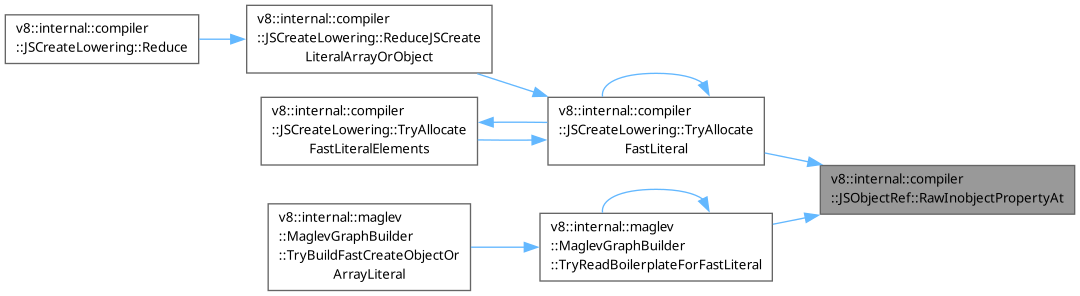 v8::internal::compiler
::JSCreateLowering::Reduce
v8::internal::compiler
::JSCreateLowering::ReduceJSCreate
LiteralArrayOrObject
v8::internal::compiler
::JSCreateLowering::TryAllocate
FastLiteralElements
v8::internal::compiler
::JSCreateLowering::TryAllocate
FastLiteral
v8::internal::compiler
::JSObjectRef::RawInobjectPropertyAt
v8::internal::maglev
::MaglevGraphBuilder
::TryBuildFastCreateObjectOr
ArrayLiteral
v8::internal::maglev
::MaglevGraphBuilder
::TryReadBoilerplateForFastLiteral